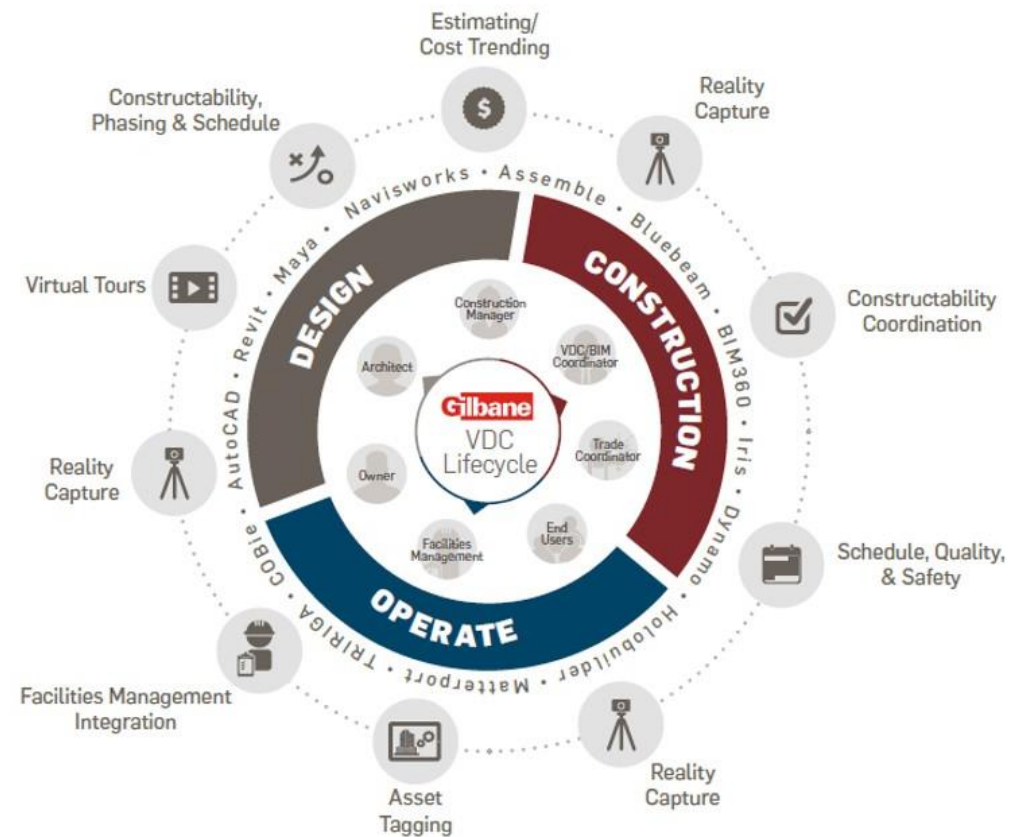 Estimating/
Cost Trending
Reality
Capture
Constructability
Coordination
Schedule, Quality,
& Safety
Reality
Capture
Asset
Tagging
Facilities Management
Integration
Reality
Capture
Virtual Tours
Constructability,
Phasing & Schedule
$
AutoCAD • Revit • Maya • Navisworks • Assemble • Bluebeam • BIM360 • Iris • Dynamo • Holobuilder • Matterport • TRIRIGA • COBie •
DESIGN
CONSTRUCTION
OPERATE
Construction
Manager
VDC/BIM
Coordinator
Trade
Coordinator
End
Users
Facilities
Management
Owner
Architect
Gilbane
VDC
Lifecycle